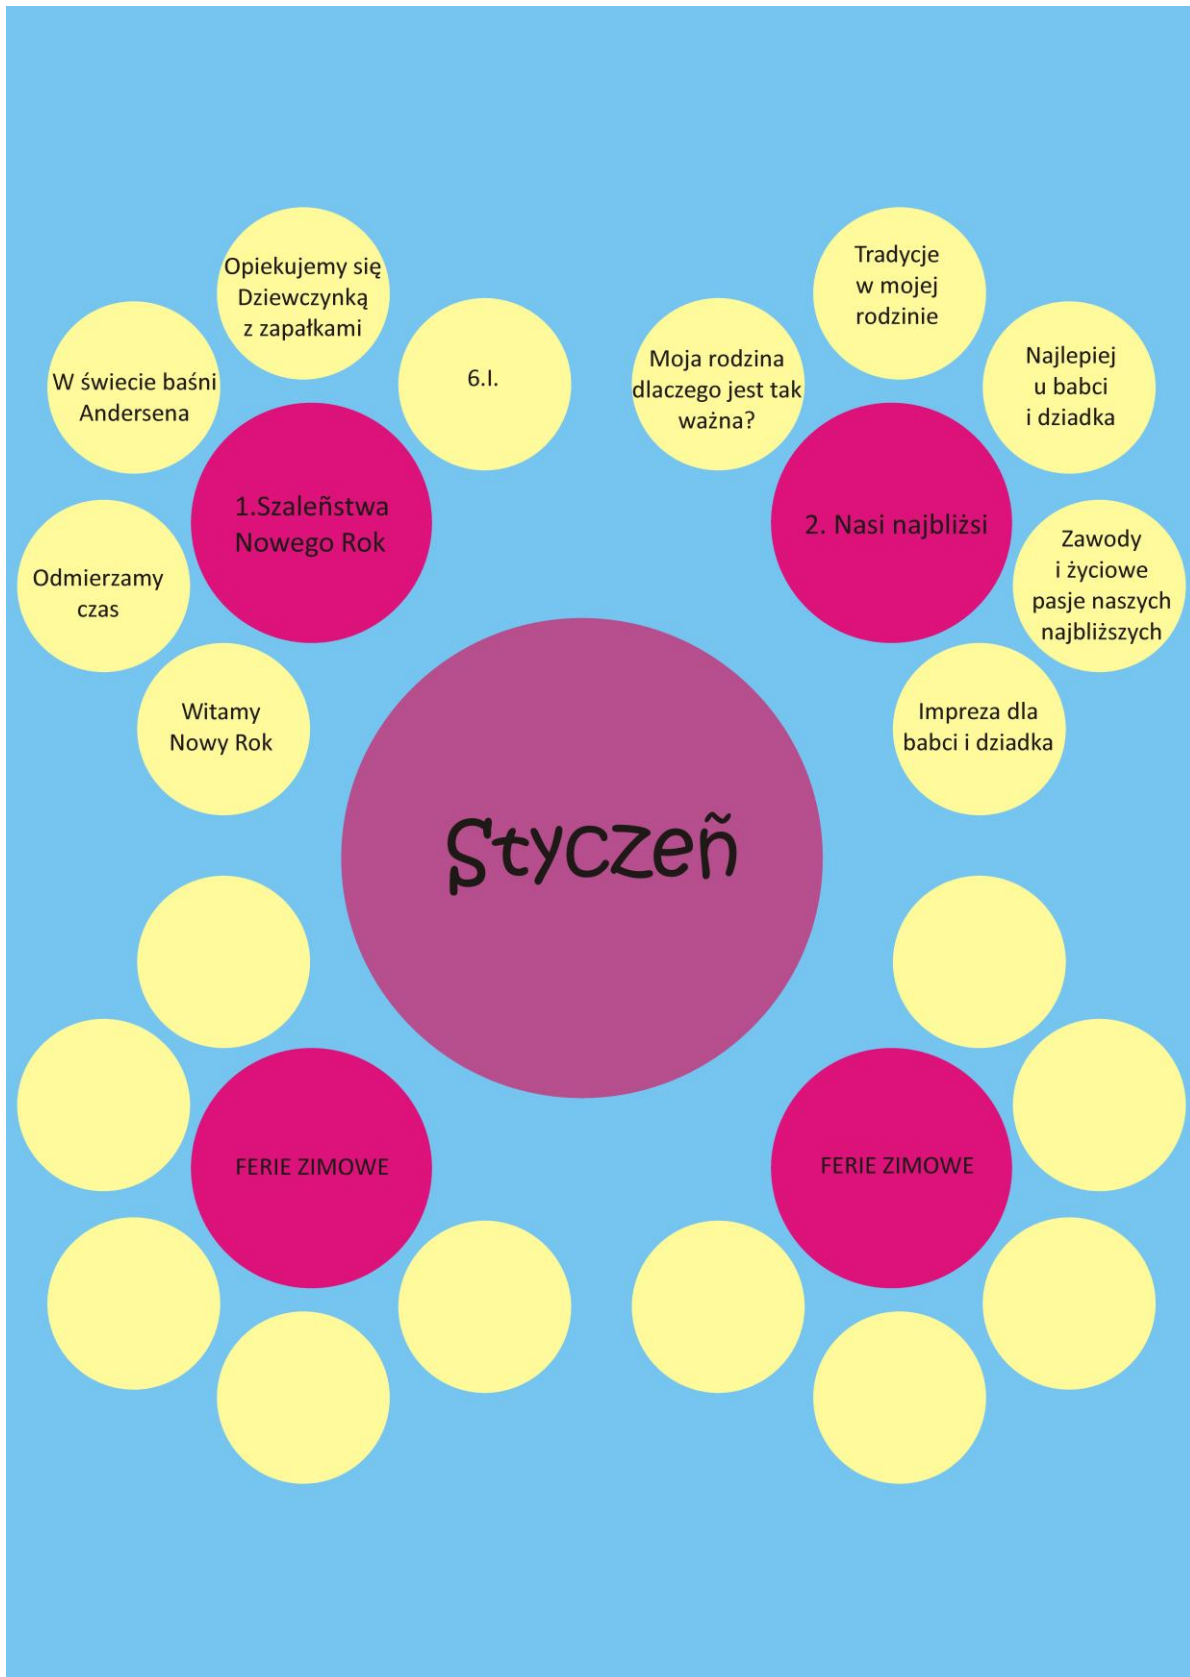 Opiekujemy się
Dziewczynką
z zapałkami
W świecie baśni
Andersena
6.I.
1.Szaleñstwa
Nowego Rok
Odmierzamy
czas
Witamy
Nowy Rok
Tradycje
w mojej
rodzinie
Moja rodzina
dlaczego jest tak
ważna?
Najlepiej
u babci
i dziadka
2. Nasi najbliżsi
Zawody
i życiowe
pasje naszych
najbliższych
Impreza dla
babci i dziadka
Styczeñ
FERIE ZIMOWE
FERIE ZIMOWE